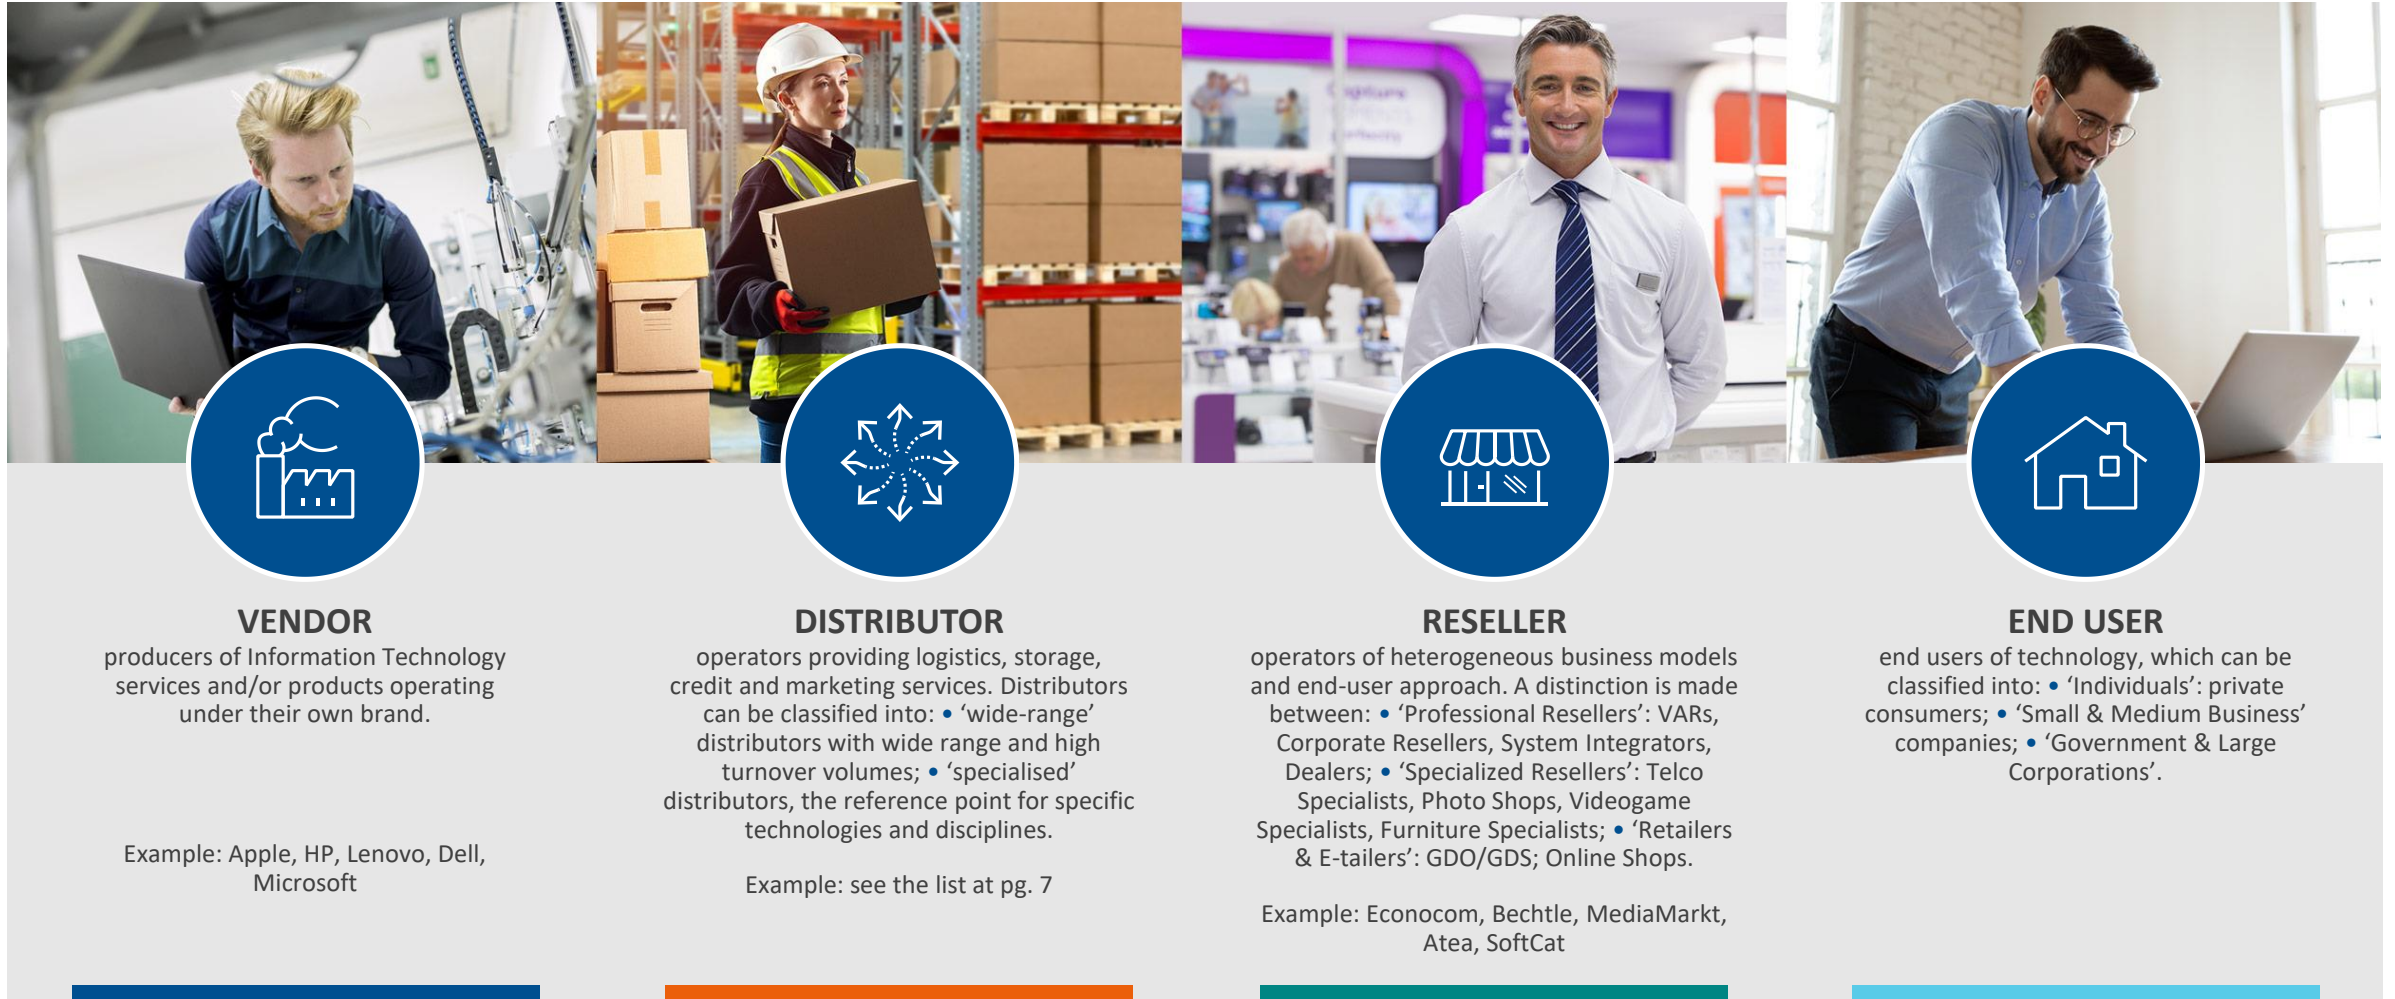 Capture
VENDOR
producers of Information Technology
services and/or products operating
under their own brand.
Example: Apple, HP, Lenovo, Dell,
Microsoft
DISTRIBUTOR
operators providing logistics, storage,
credit and marketing services. Distributors
can be classified into: • ‘wide-range’
distributors with wide range and high
turnover volumes; • ‘specialised’
distributors, the reference point for specific
technologies and disciplines.
Example: see the list at pg. 7
RESELLER
operators of heterogeneous business models
and end-user approach. A distinction is made
between: • ‘Professional Resellers’: VARs,
Corporate Resellers, System Integrators,
Dealers; • ‘Specialized Resellers’: Telco
Specialists, Photo Shops, Videogame
Specialists, Furniture Specialists; • ‘Retailers
& E-tailers’: GDO/GDS; Online Shops.
Example: Econocom, Bechtle, MediaMarkt,
Atea, SoftCat
END USER
end users of technology, which can be
classified into: • ‘Individuals’: private
consumers; • ‘Small & Medium Business’
companies; • ‘Government & Large
Corporations’.